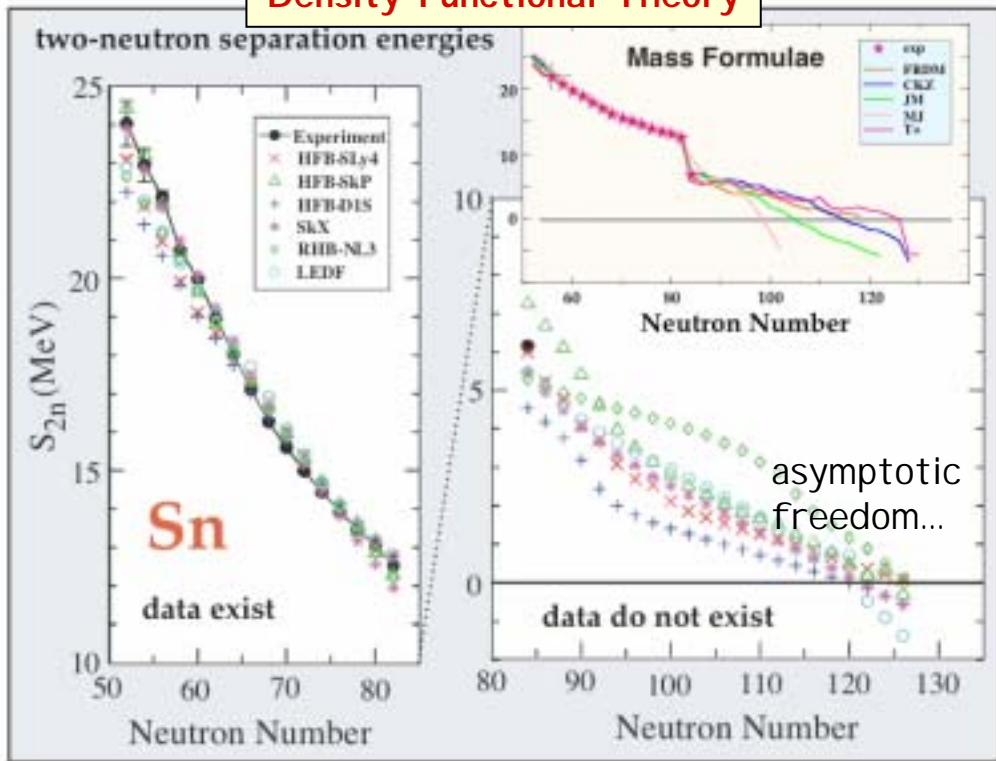 Density Functional Theory
two-neutron separation energies
25
20
15
10
S2n(MeV)
Experiment
HFB-SLy4
HFB-SkP
HFB-D1S
SkX
RHB-NL3
LEDF
Sn
data exist
50 60 70 80
Neutron Number
Mass Formulae
exp
FRDM
CKZ
JM
MJ
T+
20
10
0
60 80 100 120
Neutron Number
10
5
0
asymptotic
freedom...
data do not exist
80 90 100 110 120 130
Neutron Number